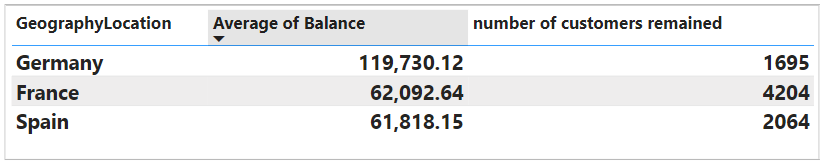 GeographyLocation Average of Balance number of customers remained
Germany 119,730.12 1695
France 62,092.64 4204
Spain 61,818.15 2064